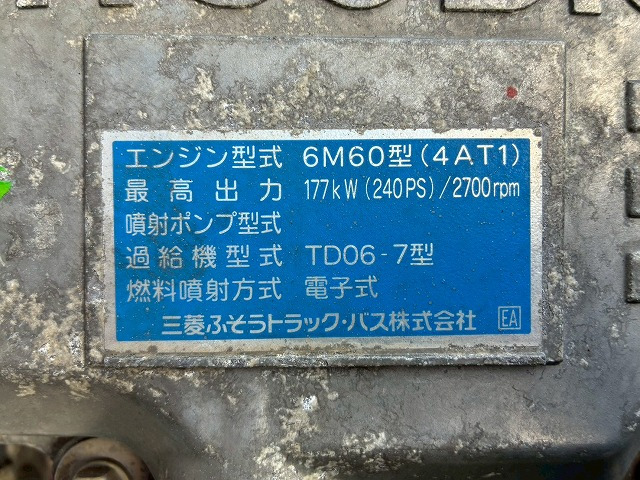 エンジン型式 6M60型(4AT1)
最高出力 177kW(240PS)/2700rpm
噴射ポンプ型式
過給機型式 TD06-7型
燃料噴射方式 電子式
三菱ふそうトラック・バス株式会社 EA